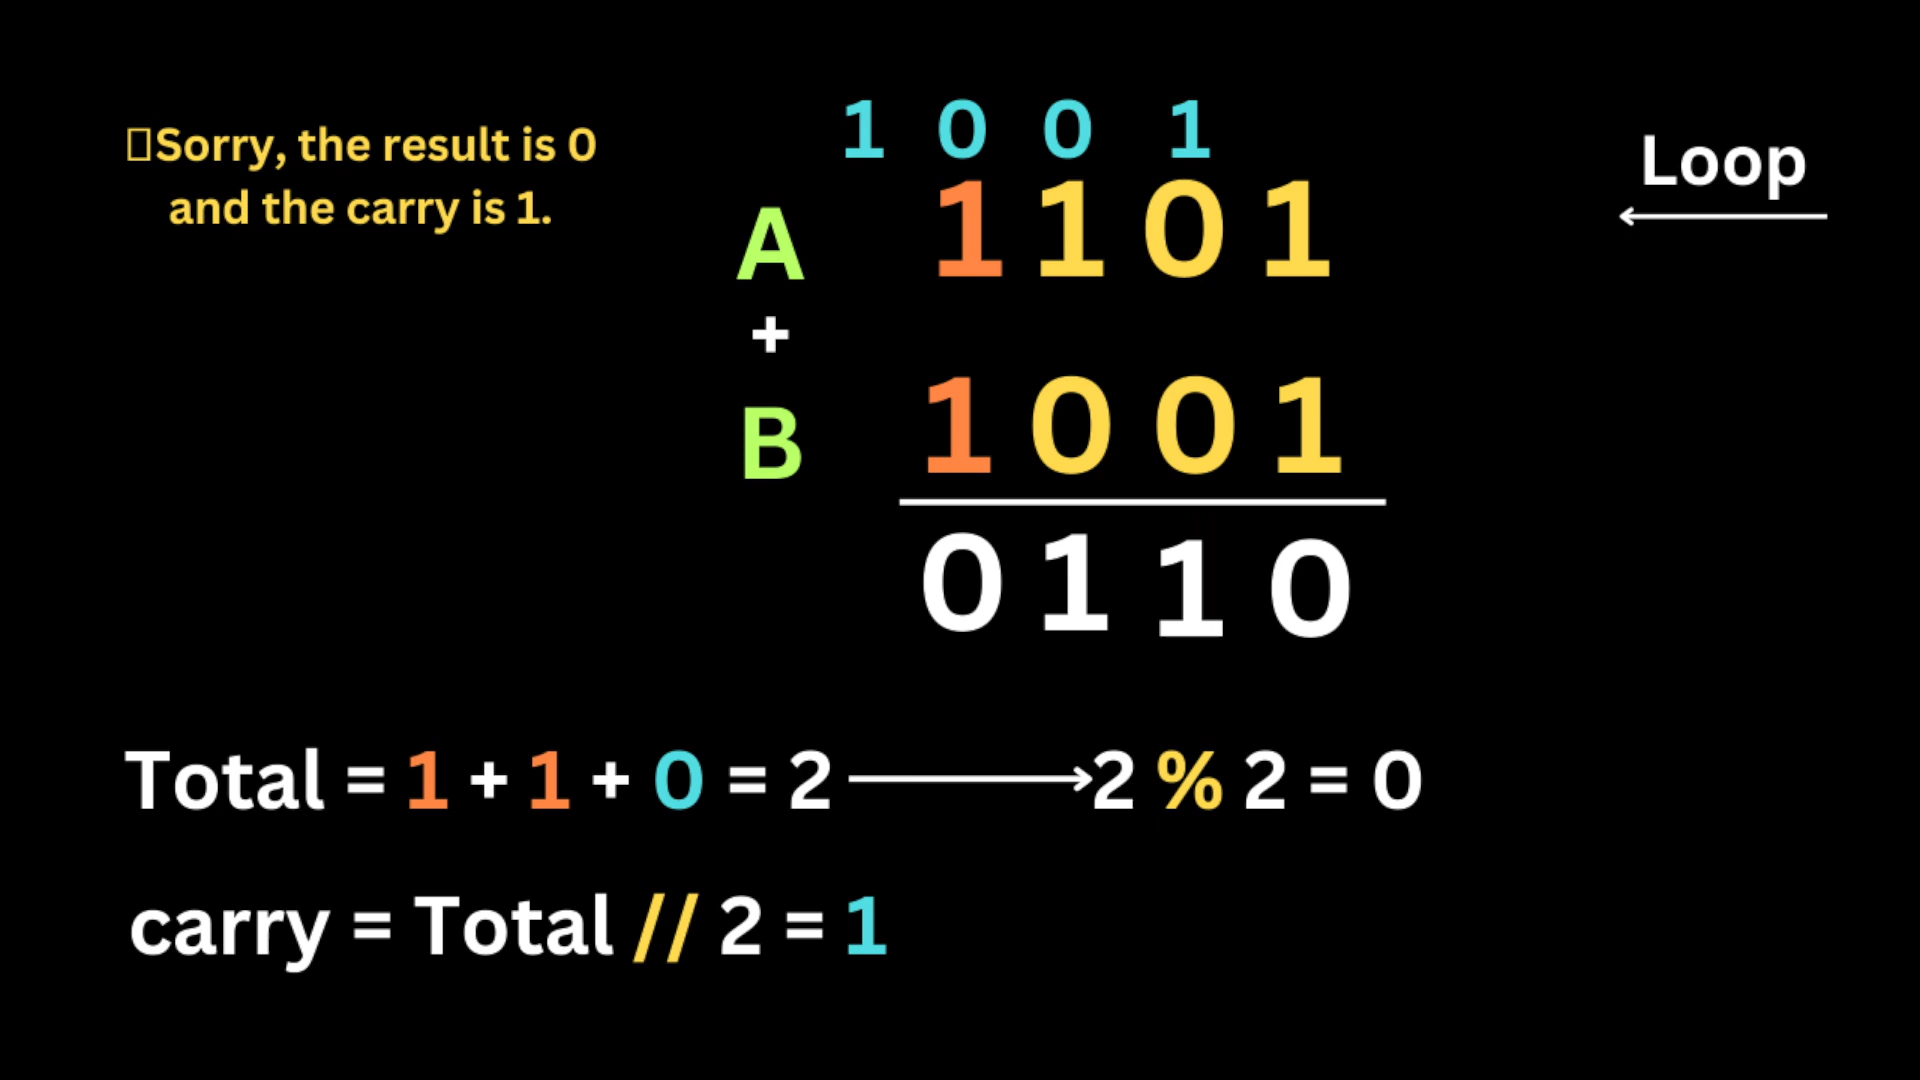 Sorry, the result is 0
and the carry is 1.
1 0 0 1
A 1 1 0 1
+
B 1 0 0 1
0 1 1 0
Loop
Total = 1 + 1 + 0 = 2 → 2 % 2 = 0
carry = Total // 2 = 1